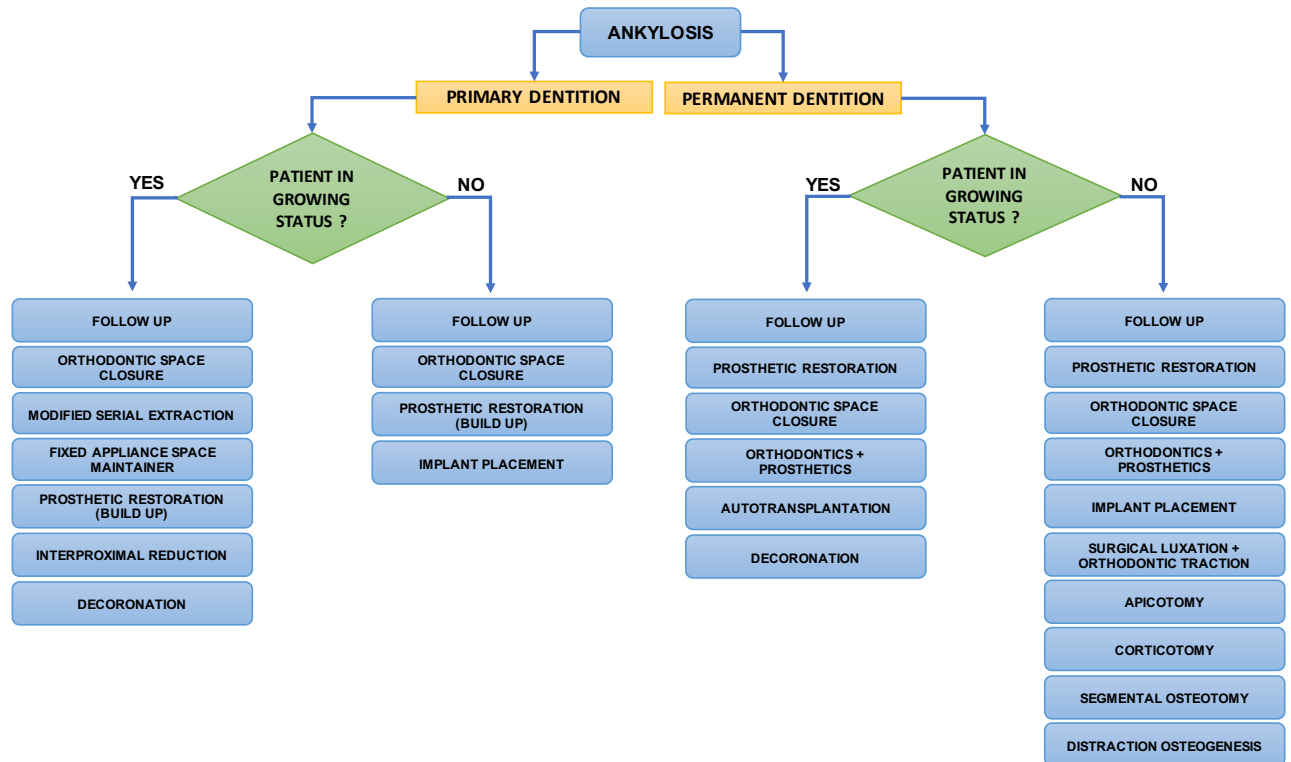 ANKYLOSIS
PRIMARY DENTITION
PERMANENT DENTITION
YES
PATIENT IN
GROWING
STATUS ?
NO
YES
PATIENT IN
GROWING
STATUS ?
NO
FOLLOW UP
ORTHODONTIC SPACE
CLOSURE
MODIFIED SERIAL EXTRACTION
FIXED APPLIANCE SPACE
MAINTAINER
PROSTHETIC RESTORATION
(BUILD UP)
INTERPROXIMAL REDUCTION
DECORONATION
FOLLOW UP
ORTHODONTIC SPACE
CLOSURE
PROSTHETIC RESTORATION
(BUILD UP)
IMPLANT PLACEMENT
FOLLOW UP
PROSTHETIC RESTORATION
ORTHODONTIC SPACE
CLOSURE
ORTHODONTICS +
PROSTHETICS
AUTOTRANSPLANTATION
DECORONATION
FOLLOW UP
PROSTHETIC RESTORATION
ORTHODONTIC SPACE
CLOSURE
ORTHODONTICS +
PROSTHETICS
IMPLANT PLACEMENT
SURGICAL LUXATION +
ORTHODONTIC TRACTION
APICOTOMY
CORTICOTOMY
SEGMENTAL OSTEOTOMY
DISTRACTION OSTEOGENESIS